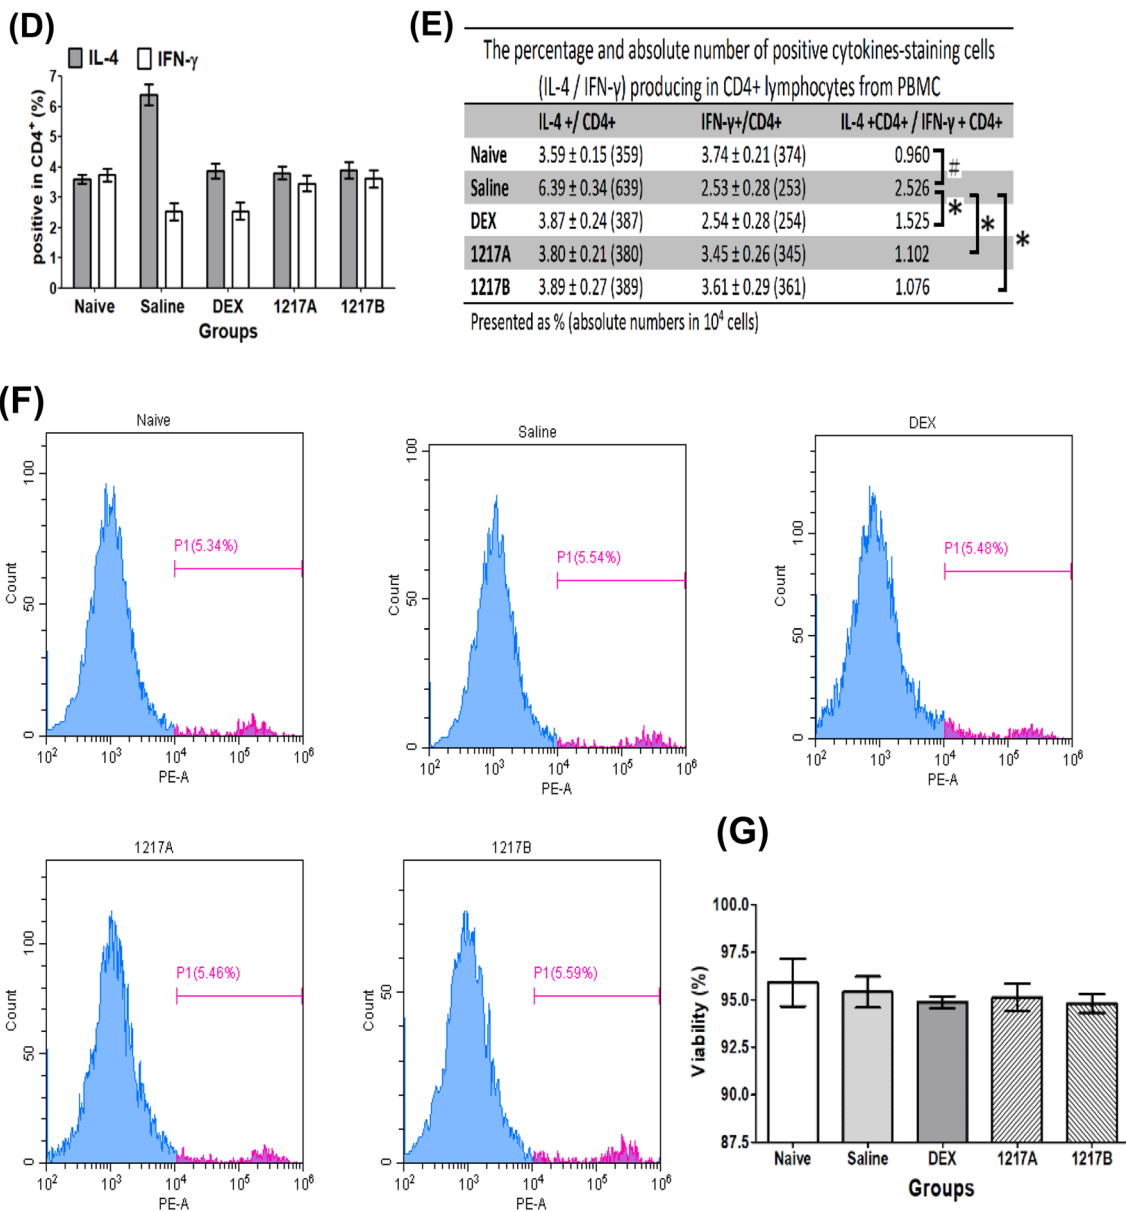 (D)
IL-4 IFN-γ
positive in CD4⁺ (%)
7
6
5
4
3
2
1
0
Naive Saline DEX 1217A 1217B
Groups
(E)
The percentage and absolute number of positive cytokines-staining cells
(IL-4 / IFN-γ) producing in CD4+ lymphocytes from PBMC
IL-4 +/ CD4+ IFN-γ+/CD4+ IL-4 +CD4+ / IFN-γ + CD4+
Naive 3.59 ± 0.15 (359) 3.74 ± 0.21 (374) 0.960 #
Saline 6.39 ± 0.34 (639) 2.53 ± 0.28 (253) 2.526
DEX 3.87 ± 0.24 (387) 2.54 ± 0.28 (254) 1.525 * * *
1217A 3.80 ± 0.21 (380) 3.45 ± 0.26 (345) 1.102
1217B 3.89 ± 0.27 (389) 3.61 ± 0.29 (361) 1.076
Presented as % (absolute numbers in 10⁴ cells)
(F)
Naive
Count
100
50
0
P1(5.34%)
10² 10³ 10⁴ 10⁵ 10⁶
PE-A
Saline
Count
100
50
0
P1(5.54%)
10² 10³ 10⁴ 10⁵ 10⁶
PE-A
DEX
Count
100
50
0
P1(5.48%)
10² 10³ 10⁴ 10⁵ 10⁶
PE-A
1217A
Count
100
50
0
P1(5.46%)
10² 10³ 10⁴ 10⁵ 10⁶
PE-A
1217B
Count
50
0
P1(5.59%)
10² 10³ 10⁴ 10⁵ 10⁶
PE-A
(G)
Viability (%)
100.0
97.5
95.0
92.5
90.0
87.5
Naive Saline DEX 1217A 1217B
Groups